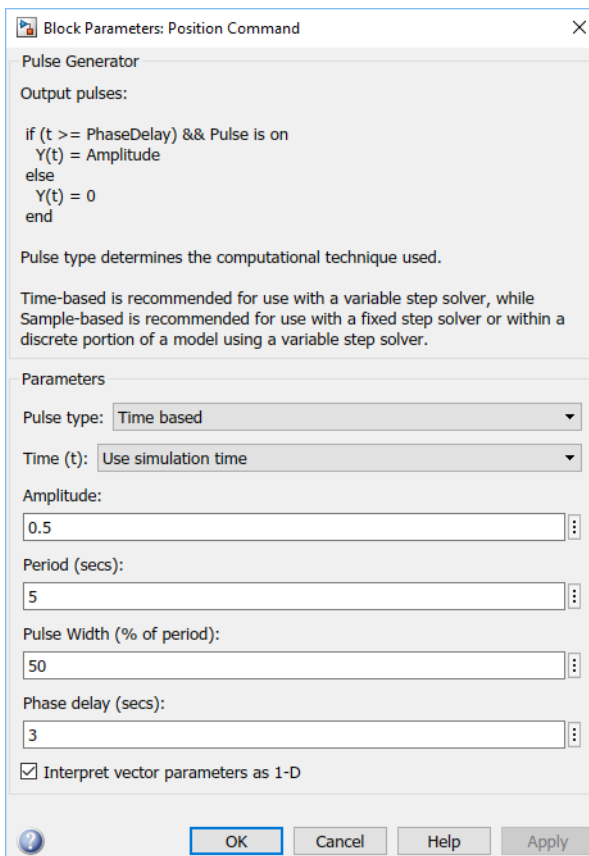 Block Parameters: Position Command
Pulse Generator
Output pulses:
if (t >= PhaseDelay) && Pulse is on
Y(t) = Amplitude
else
Y(t) = 0
end
Pulse type determines the computational technique used.
Time-based is recommended for use with a variable step solver, while
Sample-based is recommended for use with a fixed step solver or within a
discrete portion of a model using a variable step solver.
Parameters
Pulse type: Time based
Time (t): Use simulation time
Amplitude:
0.5
Period (secs):
5
Pulse Width (% of period):
50
Phase delay (secs):
3
Interpret vector parameters as 1-D
? OK Cancel Help Apply